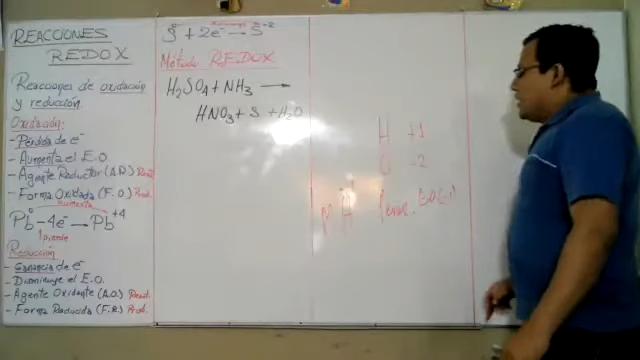 REACCIONES
REDOX
Reacciones de oxidación
y reducción
Oxidación:
- Pérdida de e⁻
- Aumenta el E.O.
- Agente Reductor (A.R.) React.
- Forma Oxidada (F.O.) Prod.
aumenta
Pb⁰ - 4e⁻ → Pb⁺⁴
pierde
Reducción
- Ganancia de e⁻
- Disminuye el E.O.
- Agente Oxidante (A.O.) React.
- Forma Reducida (F.R.) Prod.
S⁰ + 2e⁻ → S⁻²
Método REDOX
H₂SO₄ + NH₃ →
HNO₃ + S + H₂O
H +1
O -2
M H